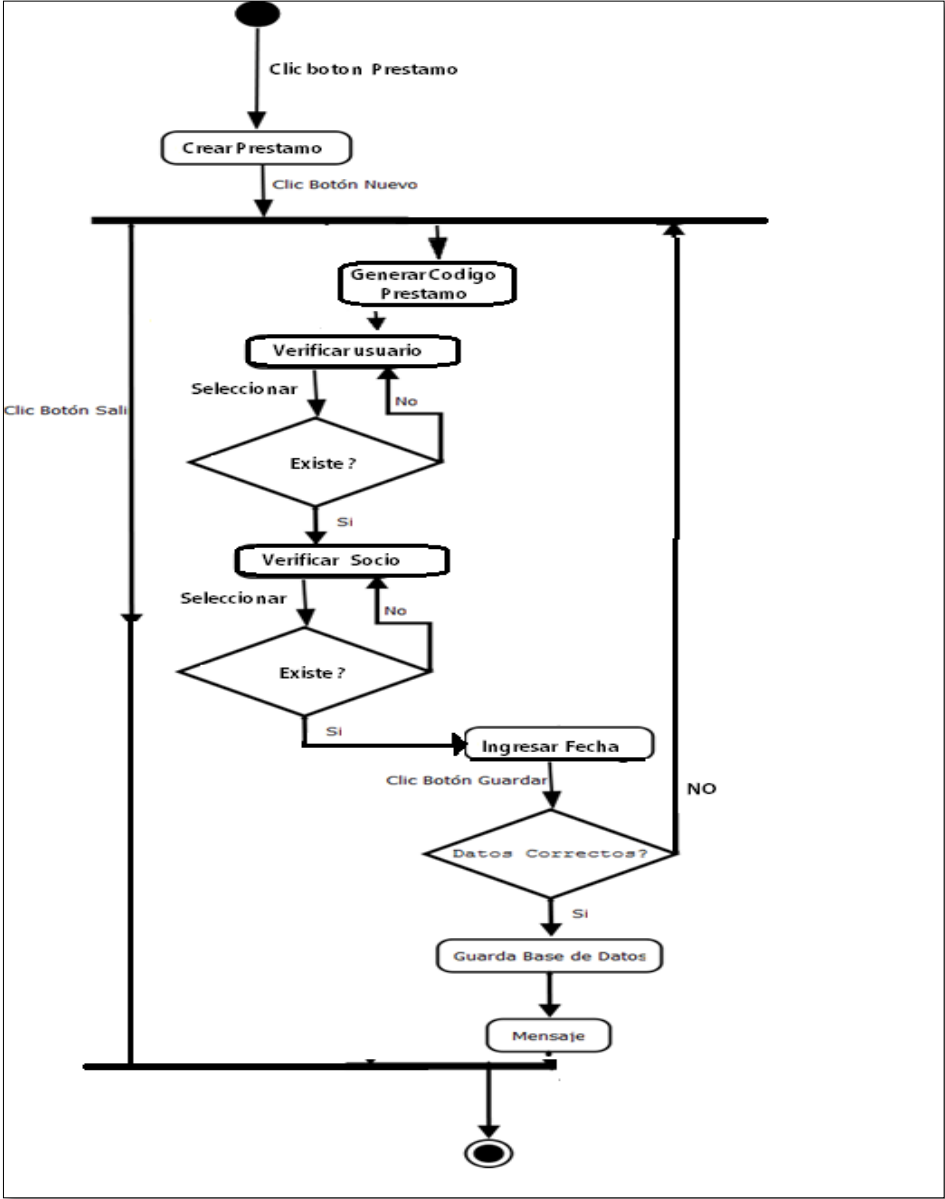 Clic boton Prestamo
Crear Prestamo
Clic Botón Nuevo
Generar Codigo
Prestamo
Verificar usuario
Seleccionar
No
Clic Botón Sali
Existe?
Si
Verificar Socio
Seleccionar
No
Existe?
Si
Ingresar Fecha
Clic Botón Guardar
NO
Datos Correctos?
Si
Guarda Base de Datos
Mensaje